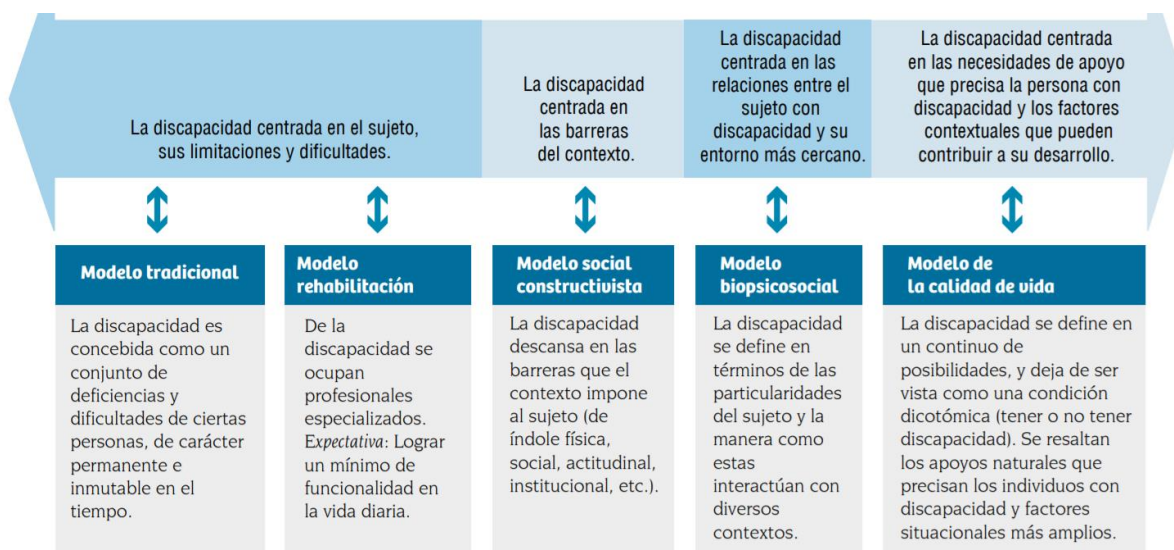 La discapacidad centrada en el sujeto,
sus limitaciones y dificultades.
La discapacidad
centrada en
las barreras
del contexto.
La discapacidad
centrada en las
relaciones entre el
sujeto con
discapacidad y su
entorno más cercano.
La discapacidad centrada
en las necesidades de apoyo
que precisa la persona con
discapacidad y los factores
contextuales que pueden
contribuir a su desarrollo.
Modelo tradicional
La discapacidad es
concebida como un
conjunto de
deficiencias y
dificultades de ciertas
personas, de carácter
permanente e
inmutable en el
tiempo.
Modelo
rehabilitación
De la
discapacidad se
ocupan
profesionales
especializados.
Expectativa: Lograr
un mínimo de
funcionalidad en
la vida diaria.
Modelo social
constructivista
La discapacidad
descansa en las
barreras que el
contexto impone
al sujeto (de
índole física,
social, actitudinal,
institucional, etc.).
Modelo
biopsicosocial
La discapacidad
se define en
términos de las
particularidades
del sujeto y la
manera como
estas
interactúan con
diversos
contextos.
Modelo de
la calidad de vida
La discapacidad se define en
un continuo de
posibilidades, y deja de ser
vista como una condición
dicotómica (tener o no tener
discapacidad). Se resaltan
los apoyos naturales que
precisan los individuos con
discapacidad y factores
situacionales más amplios.